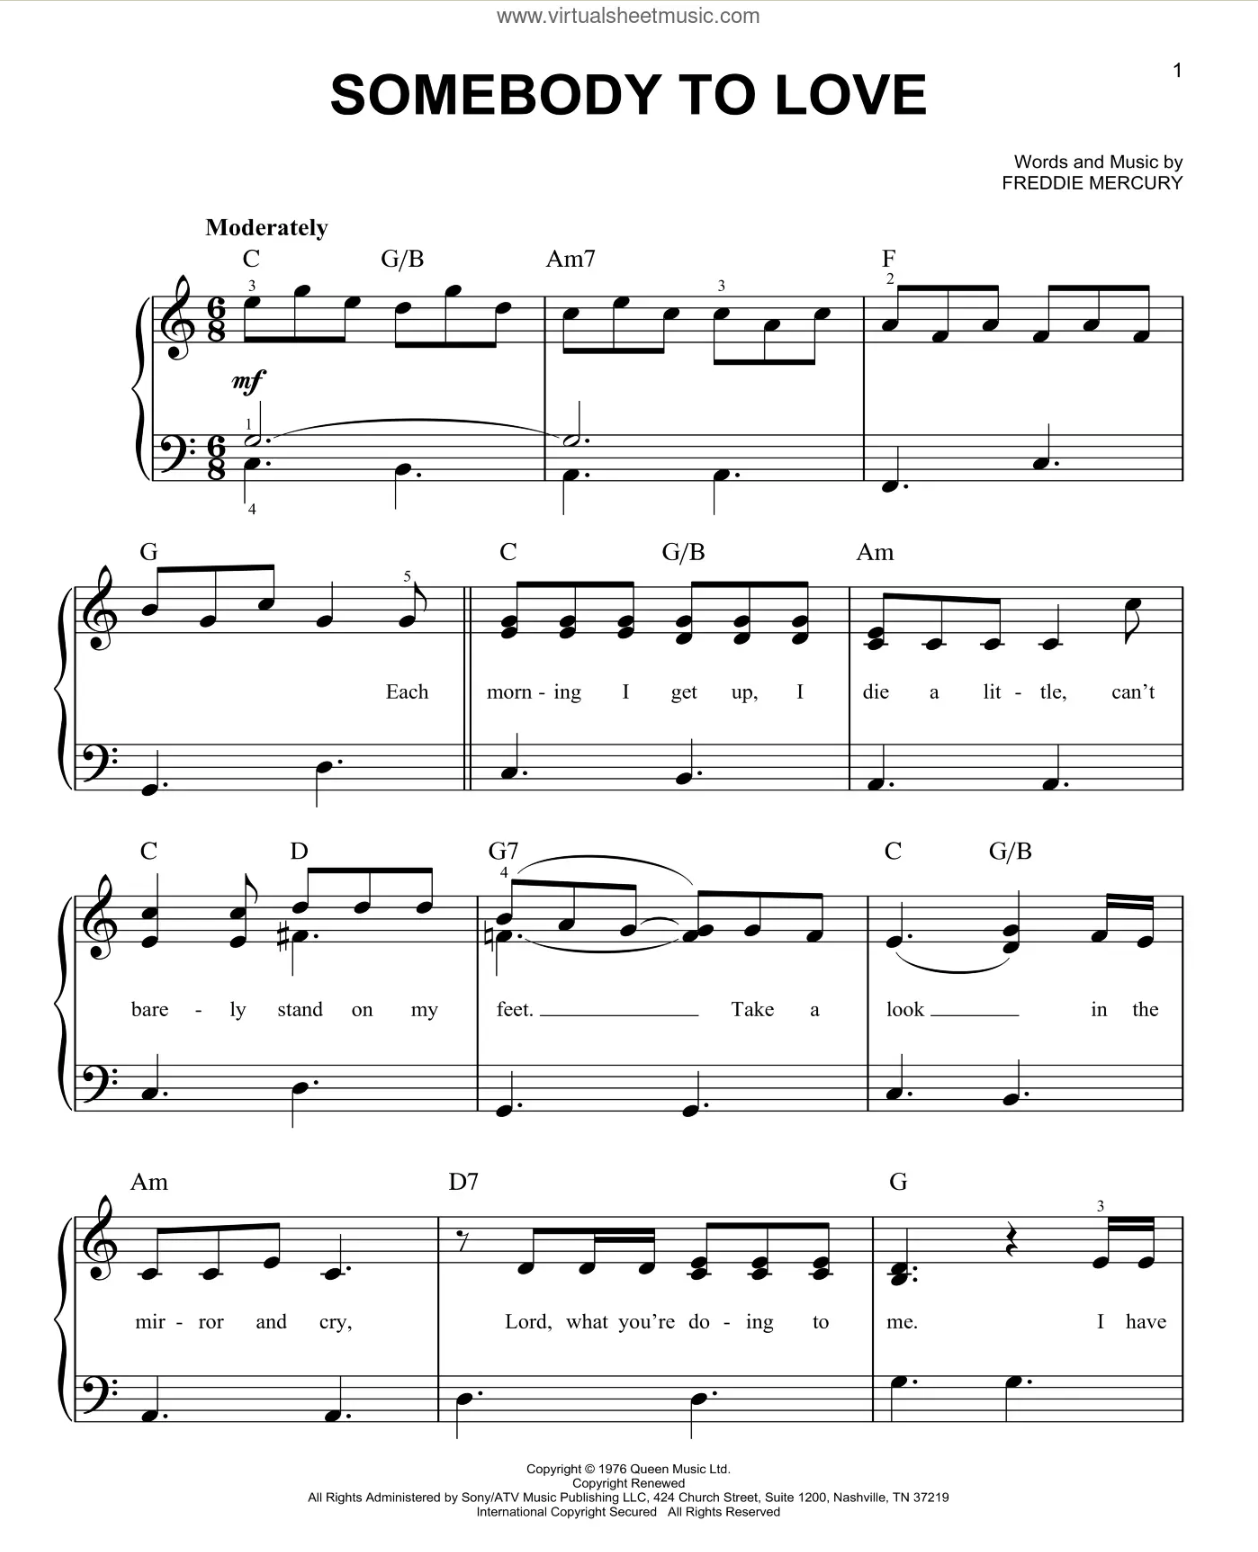 www.virtualsheetmusic.com
1
SOMEBODY TO LOVE
Words and Music by
FREDDIE MERCURY
Moderately
C G/B Am7 F
3 3 2
6 8
mf
1
6 8
4
G C G/B Am
5
Each morn - ing I get up, I die a lit - tle, can't
C D G7 C G/B
4
bare - ly stand on my feet. Take a look in the
Am D7 G
3
mir - ror and cry, Lord, what you're do - ing to me. I have
Copyright © 1976 Queen Music Ltd.
Copyright Renewed
All Rights Administered by Sony/ATV Music Publishing LLC, 424 Church Street, Suite 1200, Nashville, TN 37219
International Copyright Secured All Rights Reserved